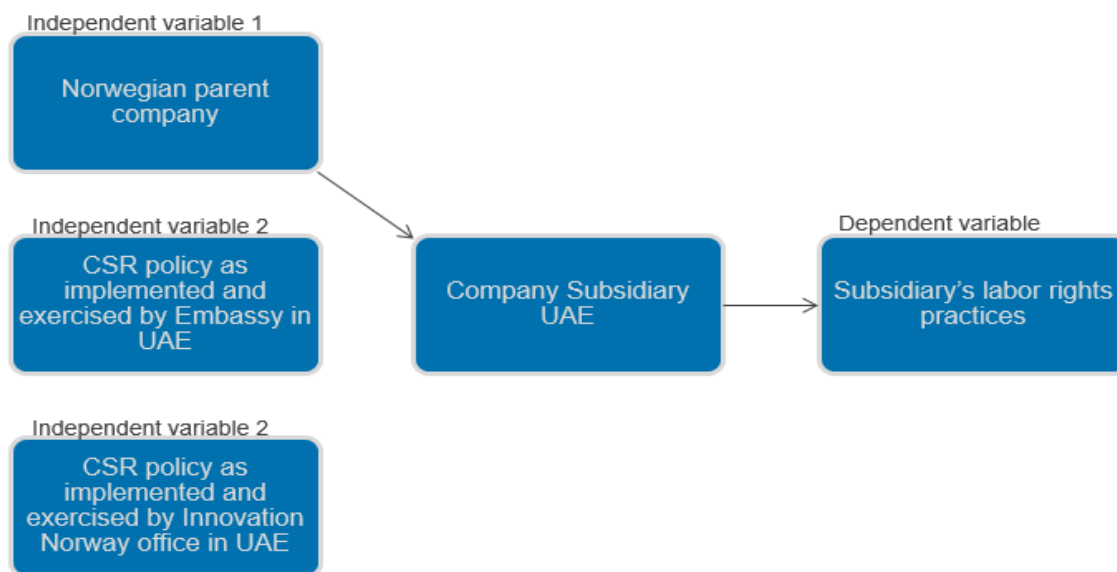 Independent variable 1
Norwegian parent
company
Independent variable 2
CSR policy as
implemented and
exercised by Embassy in
UAE
Company Subsidiary
UAE
Dependent variable
Subsidiary's labor rights
practices
Independent variable 2
CSR policy as
implemented and
exercised by Innovation
Norway office in UAE